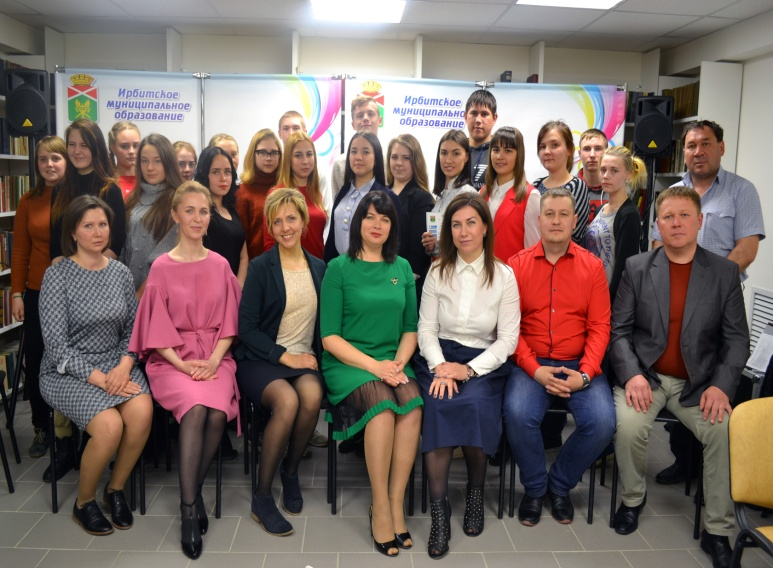 Ирбитское
муниципальное
образование
Ирбитское
муниципальное
образование